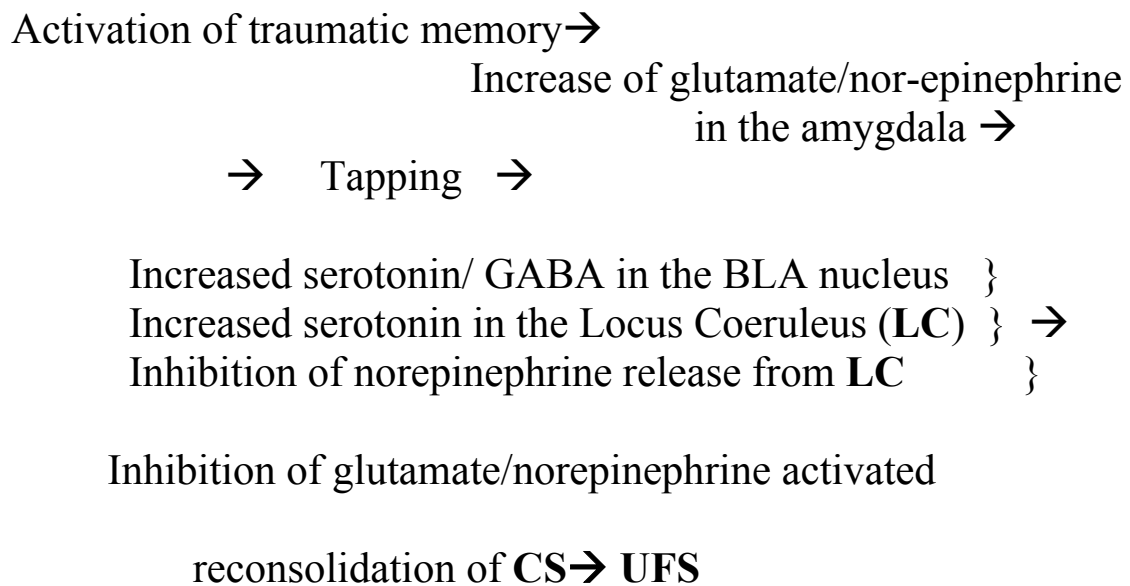 Activation of traumatic memory→
Increase of glutamate/nor-epinephrine
in the amygdala →
→ Tapping →
Increased serotonin/ GABA in the BLA nucleus }
Increased serotonin in the Locus Coeruleus (LC) } →
Inhibition of norepinephrine release from LC }
Inhibition of glutamate/norepinephrine activated
reconsolidation of CS→ UFS